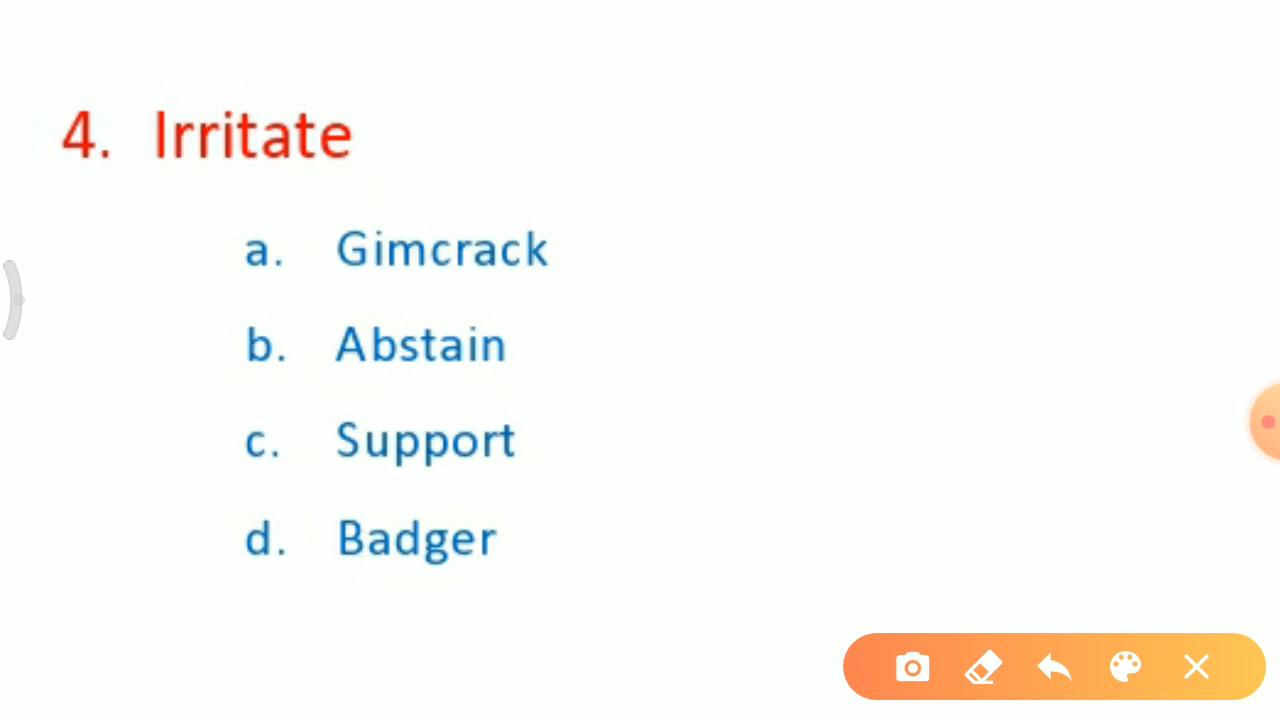 4. Irritate
a. Gimcrack
b. Abstain
c. Support
d. Badger